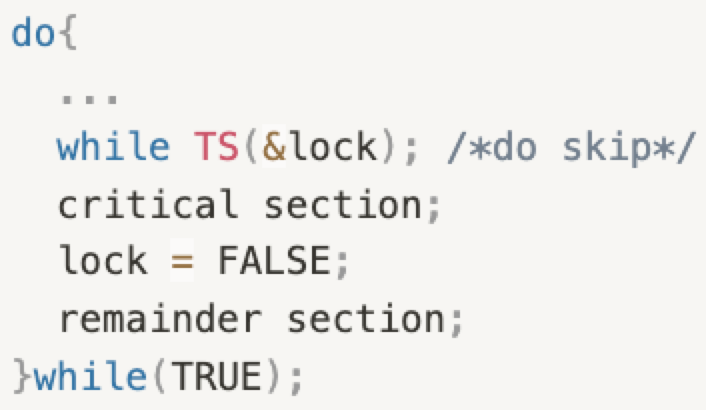 do{
...
while TS(&lock); /*do skip*/
critical section;
lock = FALSE;
remainder section;
}while(TRUE);